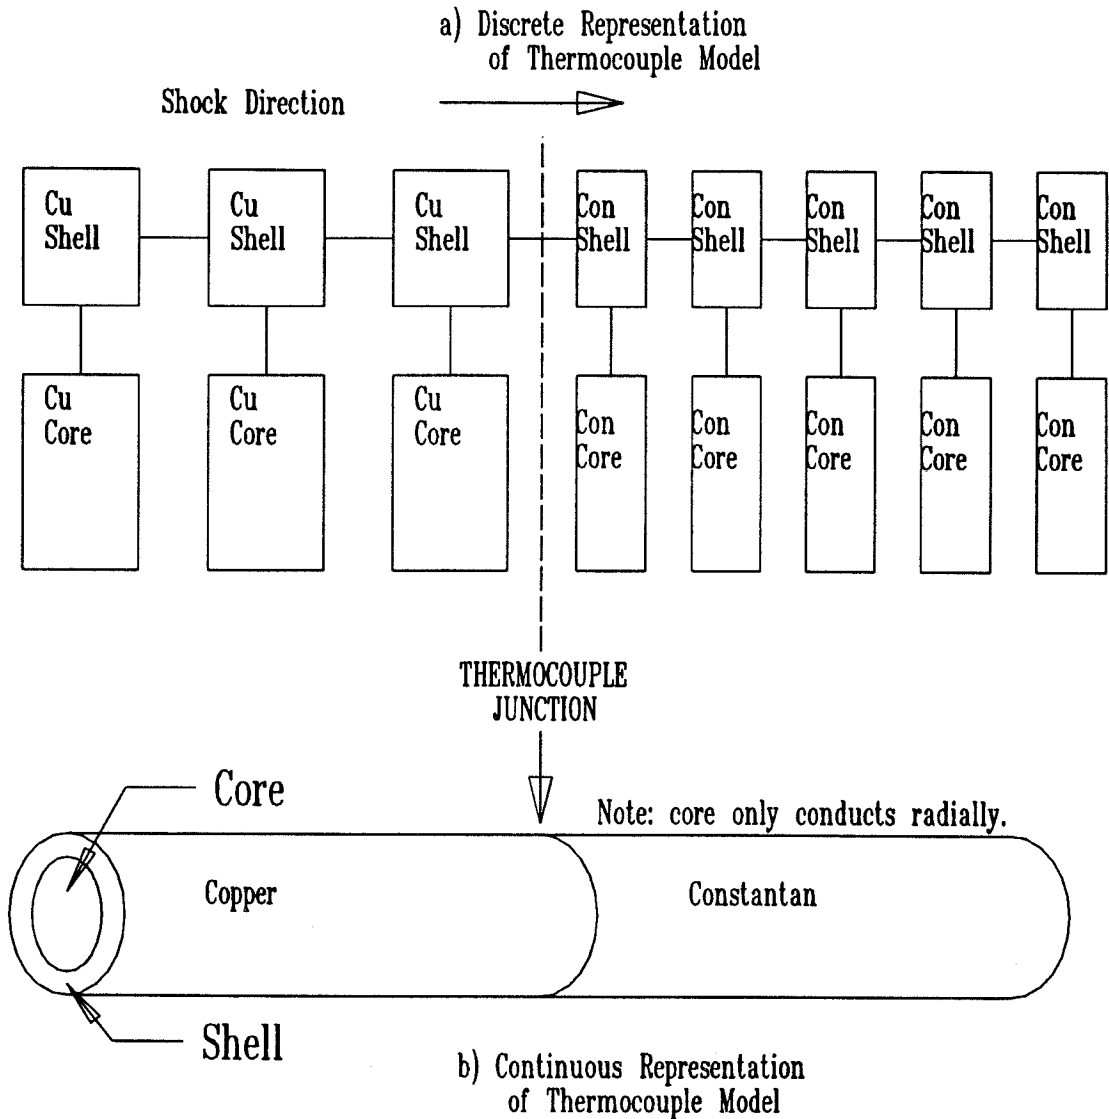 a) Discrete Representation
of Thermocouple Model
Shock Direction
Cu
Shell
Cu
Shell
Cu
Shell
Con
Shell
Con
Shell
Con
Shell
Con
Shell
Con
Shell
Cu
Core
Cu
Core
Cu
Core
Con
Core
Con
Core
Con
Core
Con
Core
Con
Core
THERMOCOUPLE
JUNCTION
Core
Note: core only conducts radially.
Copper
Constantan
Shell
b) Continuous Representation
of Thermocouple Model